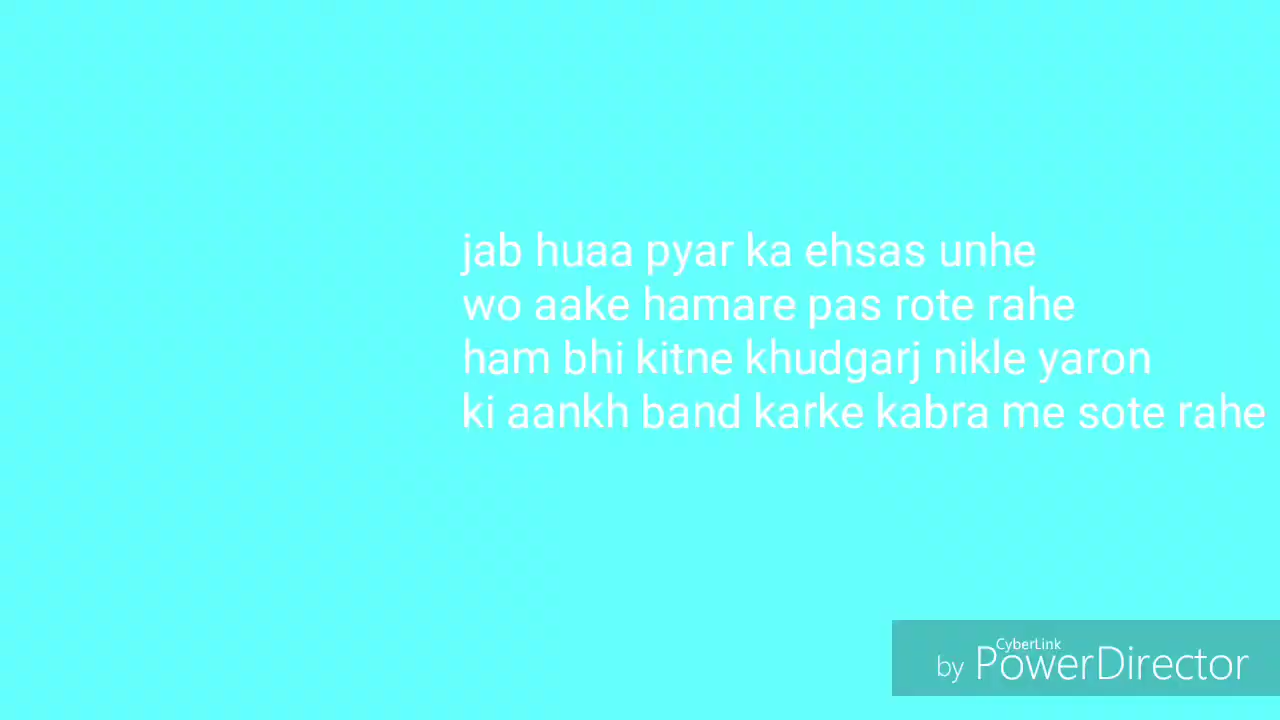 jab huaa pyar ka ehsas unhe
wo aake hamare pas rote rahe
ham bhi kitne khudgarj nikle yaron
ki aankh band karke kabra me sote rahe
CyberLink
by PowerDirector